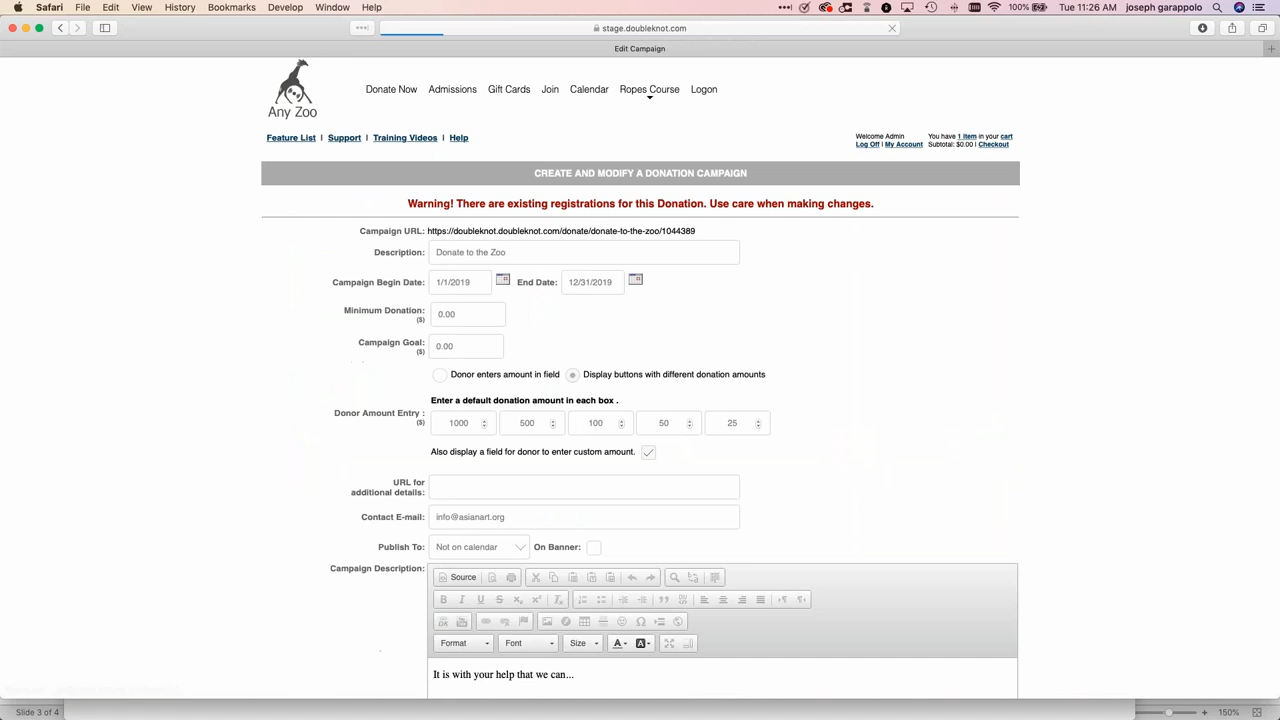 Safari File Edit View History Bookmarks Develop Window Help 100% Tue 11:26 AM joseph garappolo
stage.doubleknot.com
Edit Campaign
Any Zoo
Donate Now Admissions Gift Cards Join Calendar Ropes Course Logon
Feature List | Support | Training Videos | Help
Welcome Admin You have 1 item in your cart
Log Off | My Account Subtotal: $0.00 | Checkout
CREATE AND MODIFY A DONATION CAMPAIGN
Warning! There are existing registrations for this Donation. Use care when making changes.
Campaign URL: https://doubleknot.doubleknot.com/donate/donate-to-the-zoo/1044389
Description: Donate to the Zoo
Campaign Begin Date: 1/1/2019 End Date: 12/31/2019
Minimum Donation: ($) 0.00
Campaign Goal: ($) 0.00
Donor enters amount in field Display buttons with different donation amounts
Enter a default donation amount in each box .
Donor Amount Entry : ($) 1000 500 100 50 25
Also display a field for donor to enter custom amount.
URL for
additional details:
Contact E-mail: info@asianart.org
Publish To: Not on calendar On Banner:
Campaign Description:
Source
Format Font Size A A
It is with your help that we can...
Slide 3 of 4 150%